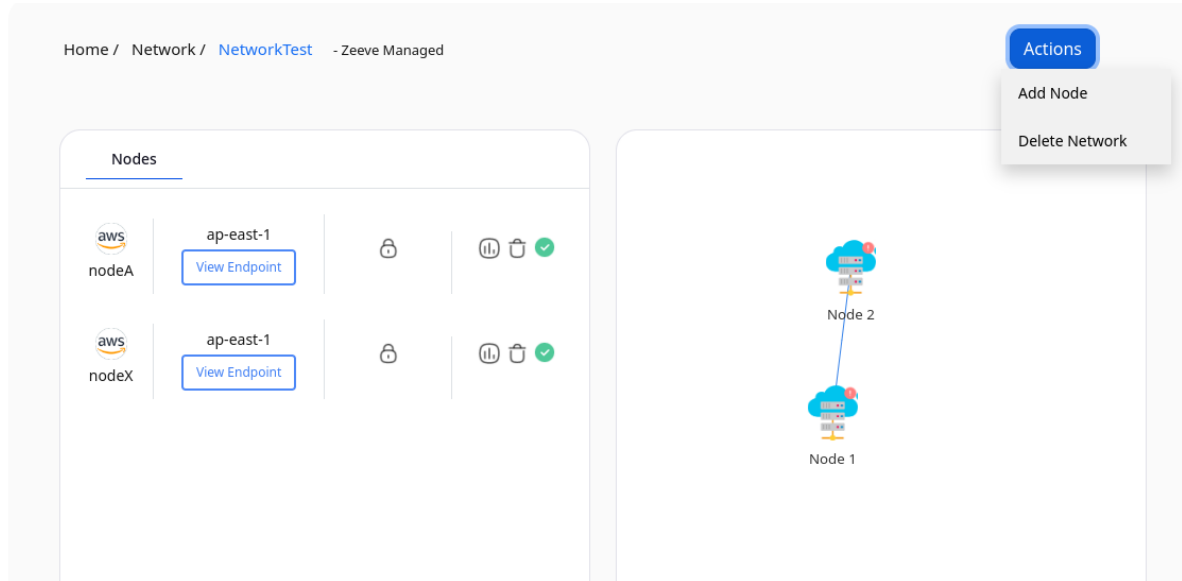 Home / Network / NetworkTest - Zeeve Managed
Actions
Add Node
Delete Network
Nodes
aws
nodeA
ap-east-1
View Endpoint
aws
nodeX
ap-east-1
View Endpoint
Node 2
Node 1